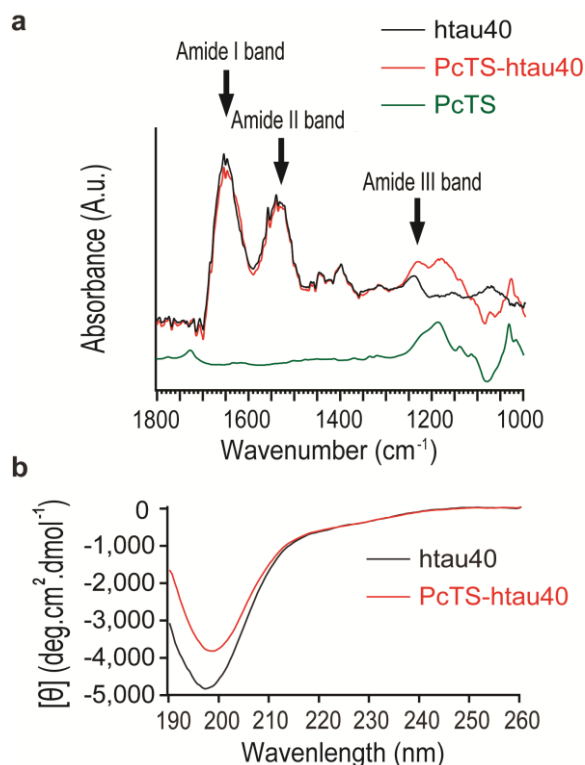 a
htau40
PcTS-htau40
PcTS
Amide I band
Amide II band
Amide III band
Absorbance (A.u.)
1800 1600 1400 1200 1000
Wavenumber (cm⁻¹)
b
0
-1,000
-2,000
-3,000
-4,000
-5,000
[θ] (deg.cm².dmol⁻¹)
htau40
PcTS-htau40
190 200 210 220 230 240 250 260
Wavenlength (nm)